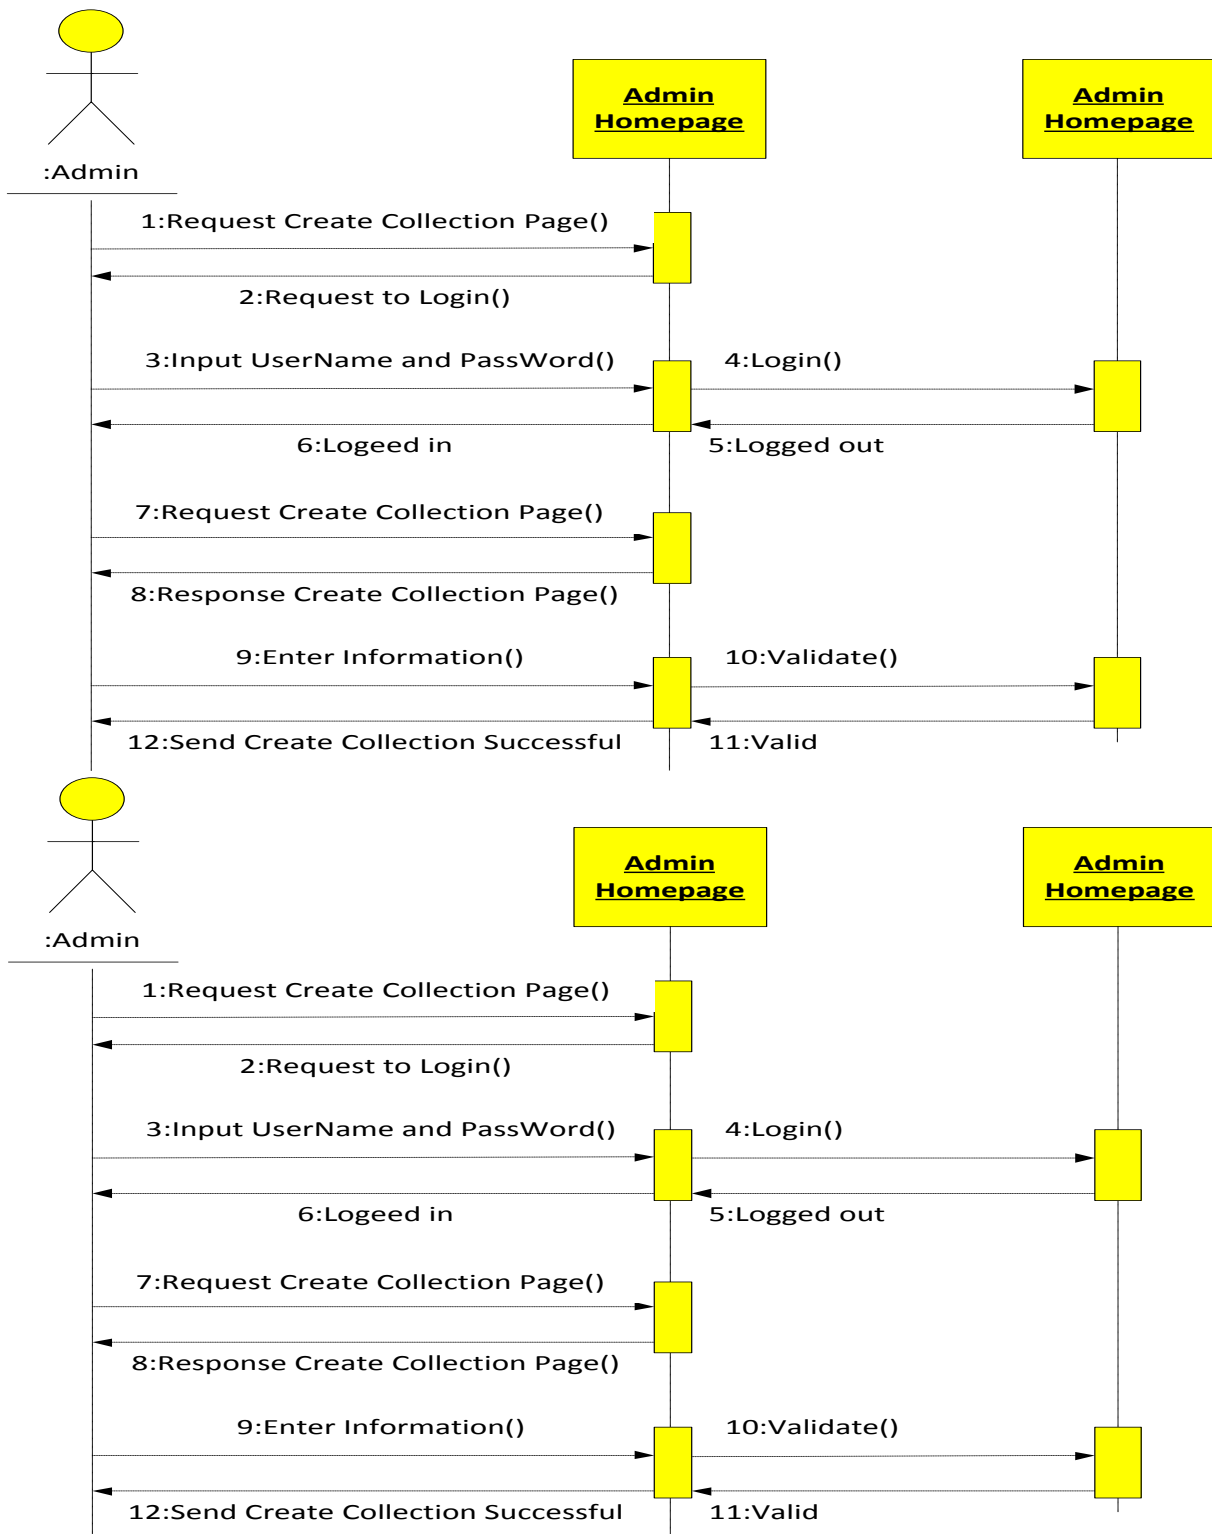 Admin
Homepage
Admin
Homepage
:Admin
1:Request Create Collection Page()
2:Request to Login()
3:Input UserName and PassWord()
4:Login()
6:Logeed in
5:Logged out
7:Request Create Collection Page()
8:Response Create Collection Page()
9:Enter Information()
10:Validate()
12:Send Create Collection Successful
11:Valid
Admin
Homepage
Admin
Homepage
:Admin
1:Request Create Collection Page()
2:Request to Login()
3:Input UserName and PassWord()
4:Login()
6:Logeed in
5:Logged out
7:Request Create Collection Page()
8:Response Create Collection Page()
9:Enter Information()
10:Validate()
12:Send Create Collection Successful
11:Valid